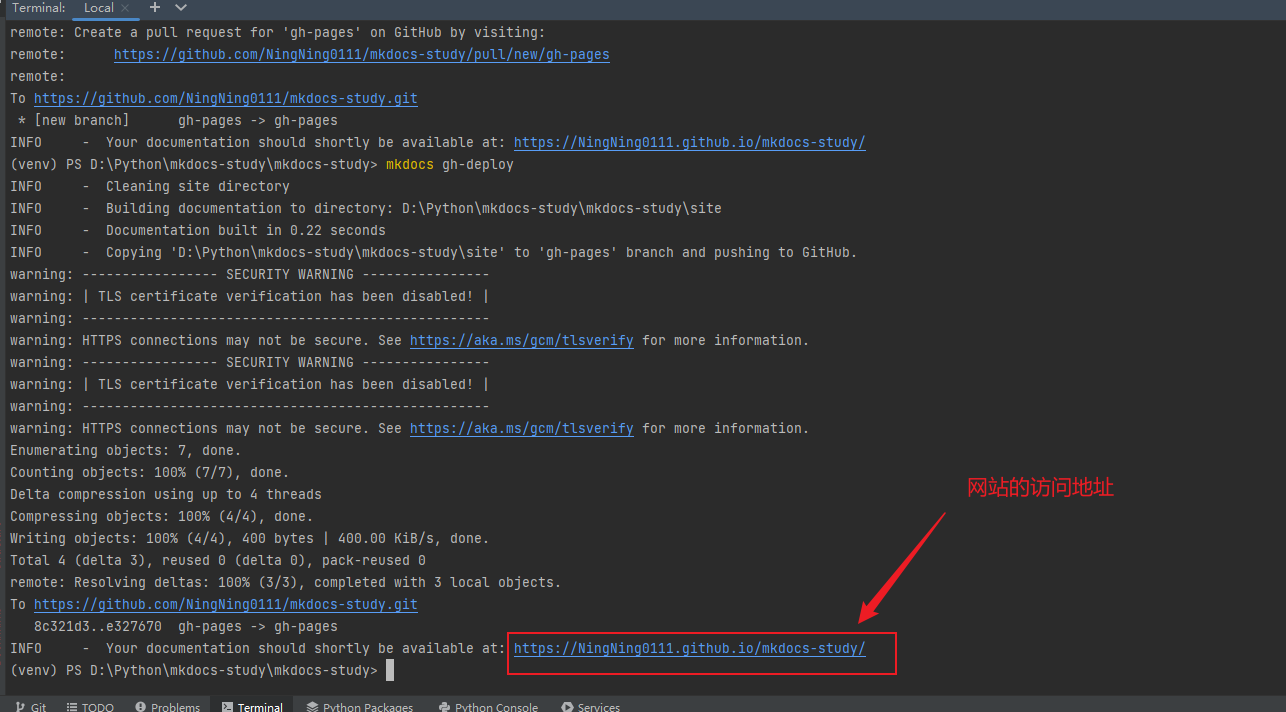 Terminal: Local × + ∨
remote: Create a pull request for 'gh-pages' on GitHub by visiting:
remote:      https://github.com/NingNing0111/mkdocs-study/pull/new/gh-pages
remote:
To https://github.com/NingNing0111/mkdocs-study.git
 * [new branch]      gh-pages -> gh-pages
INFO     -  Your documentation should shortly be available at: https://NingNing0111.github.io/mkdocs-study/
(venv) PS D:\Python\mkdocs-study\mkdocs-study> mkdocs gh-deploy
INFO     -  Cleaning site directory
INFO     -  Building documentation to directory: D:\Python\mkdocs-study\mkdocs-study\site
INFO     -  Documentation built in 0.22 seconds
INFO     -  Copying 'D:\Python\mkdocs-study\mkdocs-study\site' to 'gh-pages' branch and pushing to GitHub.
warning: ----------------- SECURITY WARNING ----------------
warning: | TLS certificate verification has been disabled! |
warning: ---------------------------------------------------
warning: HTTPS connections may not be secure. See https://aka.ms/gcm/tlsverify for more information.
warning: ----------------- SECURITY WARNING ----------------
warning: | TLS certificate verification has been disabled! |
warning: ---------------------------------------------------
warning: HTTPS connections may not be secure. See https://aka.ms/gcm/tlsverify for more information.
Enumerating objects: 7, done.
Counting objects: 100% (7/7), done.
Delta compression using up to 4 threads
网站的访问地址
Compressing objects: 100% (4/4), done.
Writing objects: 100% (4/4), 400 bytes | 400.00 KiB/s, done.
Total 4 (delta 3), reused 0 (delta 0), pack-reused 0
remote: Resolving deltas: 100% (3/3), completed with 3 local objects.
To https://github.com/NingNing0111/mkdocs-study.git
   8c321d3..e327670  gh-pages -> gh-pages
INFO     -  Your documentation should shortly be available at: https://NingNing0111.github.io/mkdocs-study/
(venv) PS D:\Python\mkdocs-study\mkdocs-study>
Git TODO Problems Terminal Python Packages Python Console Services